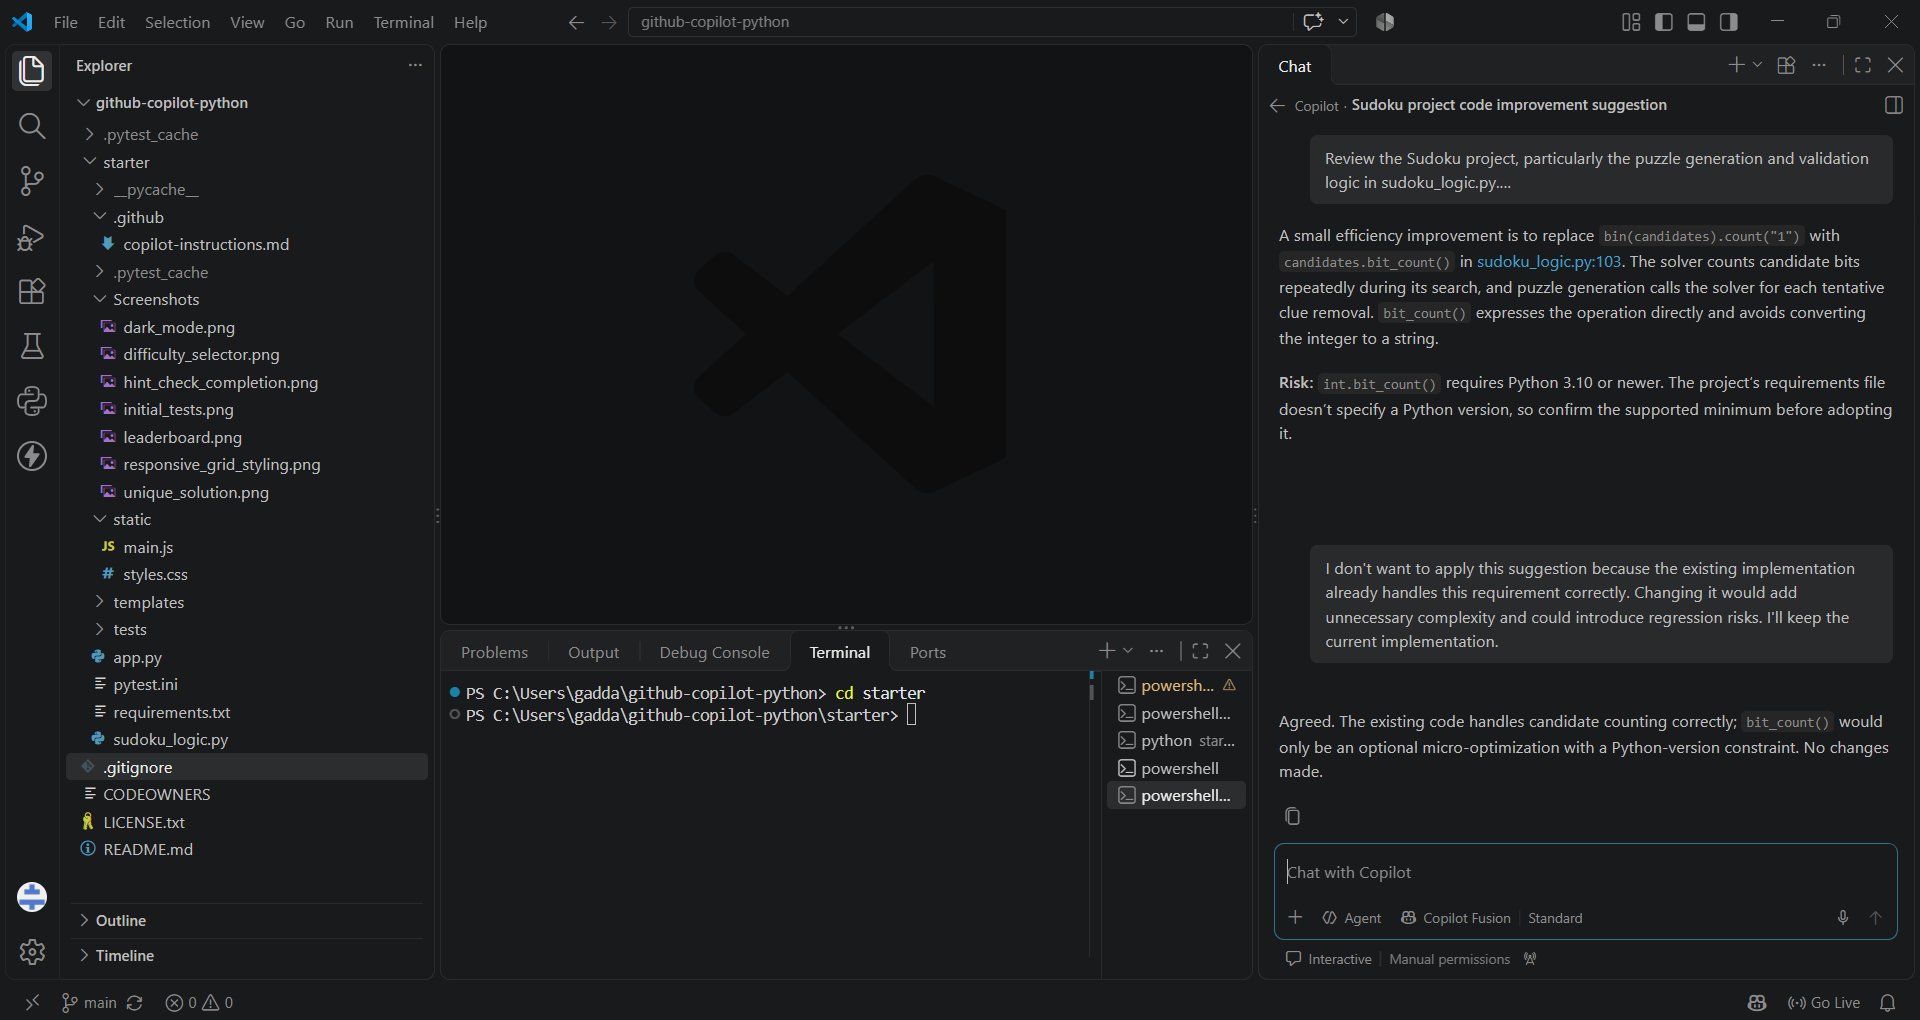 File Edit Selection View Go Run Terminal Help
github-copilot-python
Explorer
github-copilot-python
.pytest_cache
starter
__pycache__
.github
copilot-instructions.md
.pytest_cache
Screenshots
dark_mode.png
difficulty_selector.png
hint_check_completion.png
initial_tests.png
leaderboard.png
responsive_grid_styling.png
unique_solution.png
static
JS main.js
# styles.css
templates
tests
app.py
pytest.ini
requirements.txt
sudoku_logic.py
.gitignore
CODEOWNERS
LICENSE.txt
README.md
Outline
Timeline
Problems Output Debug Console Terminal Ports
PS C:\Users\gadda\github-copilot-python> cd starter
PS C:\Users\gadda\github-copilot-python\starter>
powersh...
powershell...
python star...
powershell
powershell...
Chat
Copilot · Sudoku project code improvement suggestion
Review the Sudoku project, particularly the puzzle generation and validation
logic in sudoku_logic.py....
A small efficiency improvement is to replace bin(candidates).count("1") with
candidates.bit_count() in sudoku_logic.py:103. The solver counts candidate bits
repeatedly during its search, and puzzle generation calls the solver for each tentative
clue removal. bit_count() expresses the operation directly and avoids converting
the integer to a string.
Risk: int.bit_count() requires Python 3.10 or newer. The project's requirements file
doesn't specify a Python version, so confirm the supported minimum before adopting
it.
I don't want to apply this suggestion because the existing implementation
already handles this requirement correctly. Changing it would add
unnecessary complexity and could introduce regression risks. I'll keep the
current implementation.
Agreed. The existing code handles candidate counting correctly; bit_count() would
only be an optional micro-optimization with a Python-version constraint. No changes
made.
Chat with Copilot
Agent Copilot Fusion Standard
Interactive Manual permissions
main 0 0
Go Live